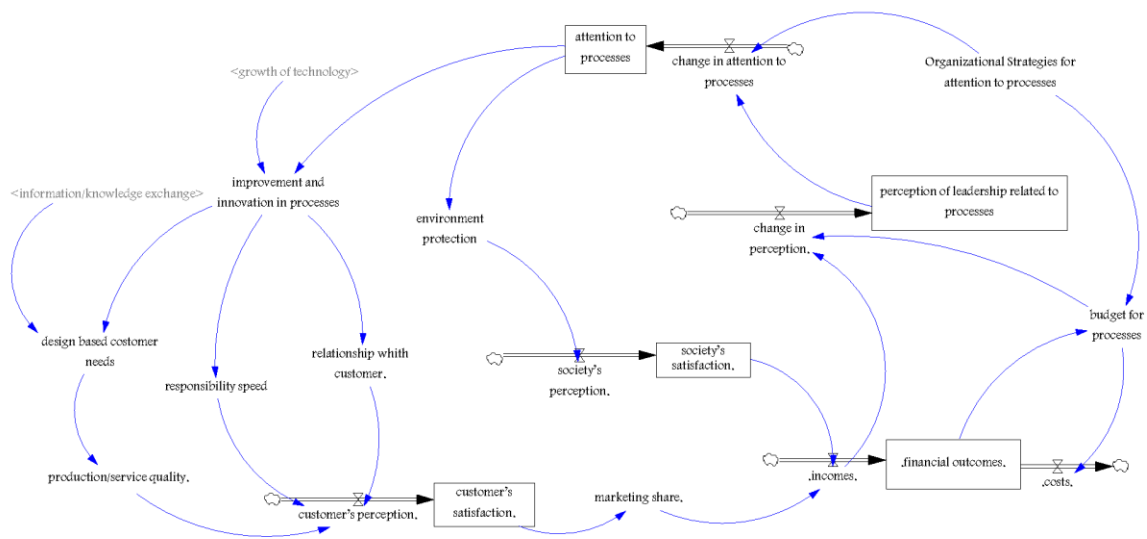 attention to
processes
change in attention to
processes
Organizational Strategies for
attention to processes
<growth of technology>
<information/knowledge exchange>
improvement and
innovation in processes
perception of leadership related to
processes
environment
protection
change in
perception.
budget for
processes
design based costomer
needs
relationship whith
customer.
responsibility speed
society's
perception.
society's
satisfaction.
production/service quality.
customer's perception.
customer's
satisfaction.
marketing share.
.incomes.
.financial outcomes.
.costs.